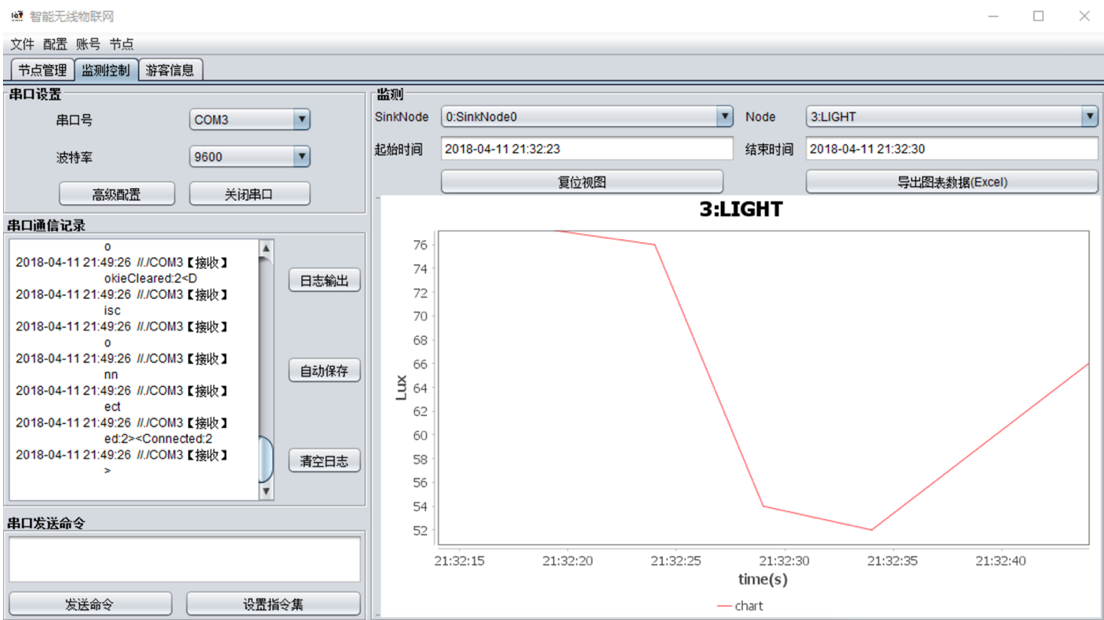 IoT 智能无线物联网
文件 配置 账号 节点
节点管理 监测控制 游客信息
串口设置
串口号 COM3
波特率 9600
高级配置 关闭串口
串口通信记录
o
2018-04-11 21:49:26 //./COM3【接收】
okieCleared:2<D
2018-04-11 21:49:26 //./COM3【接收】
isc
2018-04-11 21:49:26 //./COM3【接收】
o
2018-04-11 21:49:26 //./COM3【接收】
nn
2018-04-11 21:49:26 //./COM3【接收】
ect
2018-04-11 21:49:26 //./COM3【接收】
ed:2><Connected:2
2018-04-11 21:49:26 //./COM3【接收】
>
日志输出
自动保存
清空日志
串口发送命令
发送命令 设置指令集
监测
SinkNode 0:SinkNode0 Node 3:LIGHT
起始时间 2018-04-11 21:32:23 结束时间 2018-04-11 21:32:30
复位视图 导出图表数据(Excel)
3:LIGHT
76
74
72
70
68
66
64
62
60
58
56
54
52
Lux
21:32:15 21:32:20 21:32:25 21:32:30 21:32:35 21:32:40
time(s)
chart